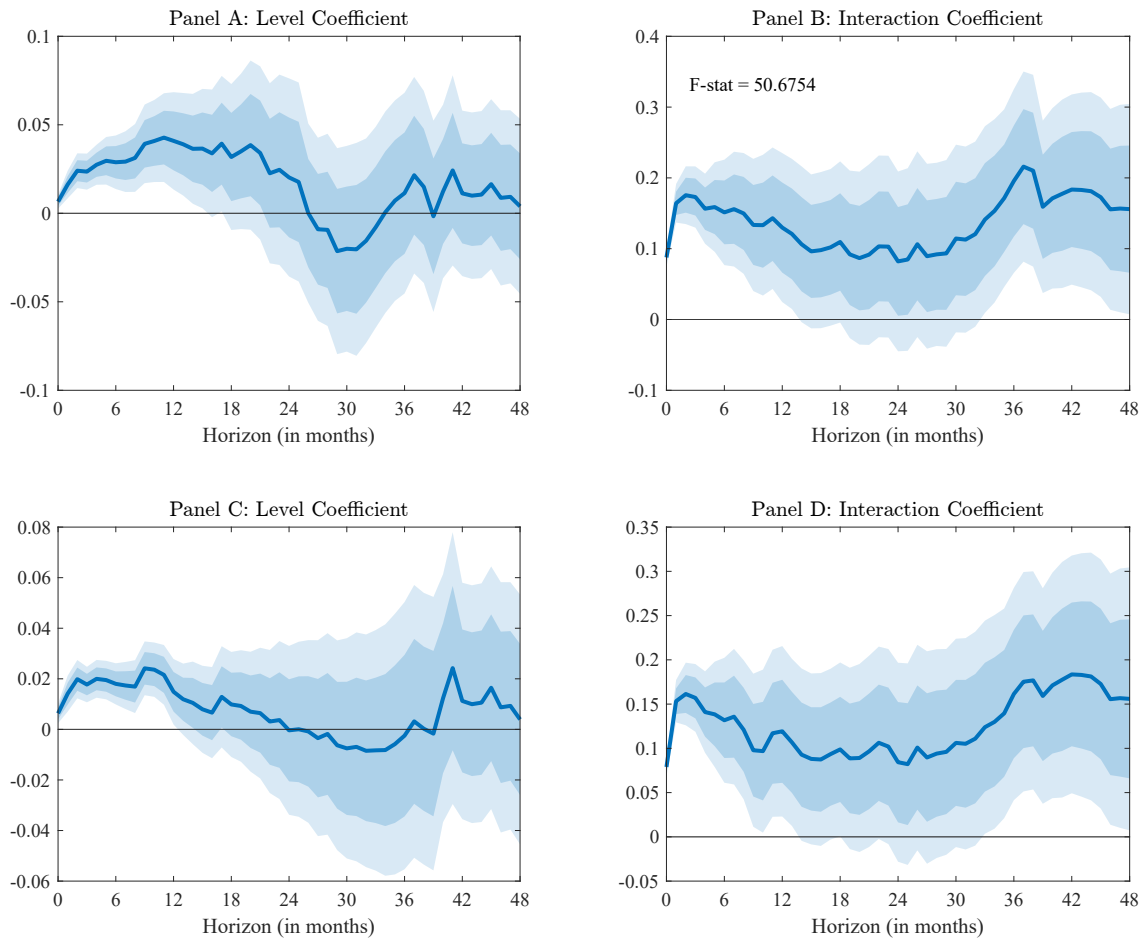 Panel A: Level Coefficient
0.1
0.05
0
-0.05
-0.1
0 6 12 18 24 30 36 42 48
Horizon (in months)
Panel B: Interaction Coefficient
F-stat = 50.6754
0.4
0.3
0.2
0.1
0
-0.1
0 6 12 18 24 30 36 42 48
Horizon (in months)
Panel C: Level Coefficient
0.08
0.06
0.04
0.02
0
-0.02
-0.04
-0.06
0 6 12 18 24 30 36 42 48
Horizon (in months)
Panel D: Interaction Coefficient
0.35
0.3
0.25
0.2
0.15
0.1
0.05
0
-0.05
0 6 12 18 24 30 36 42 48
Horizon (in months)